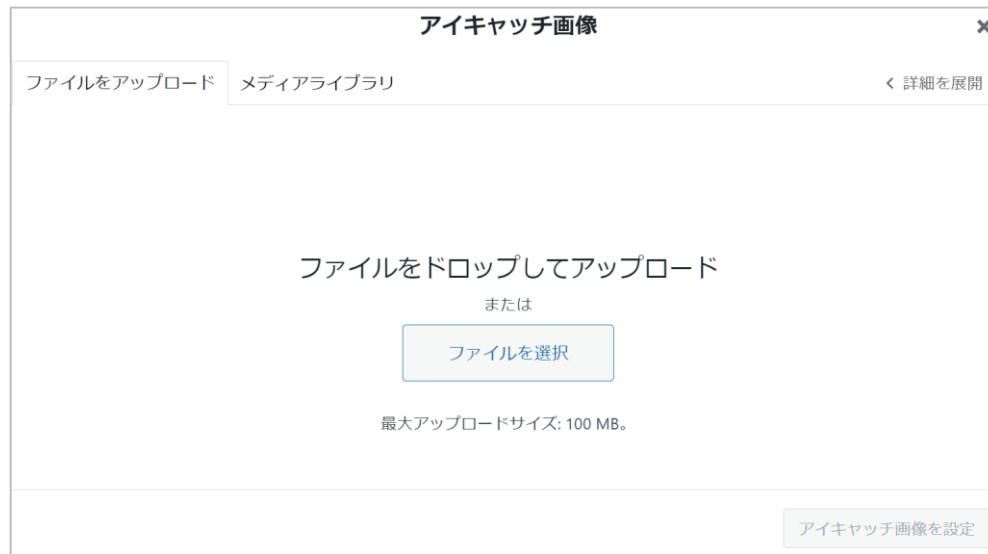 アイキャッチ画像
ファイルをアップロード メディアライブラリ 詳細を展開
ファイルをドロップしてアップロード
または
ファイルを選択
最大アップロードサイズ: 100 MB。
アイキャッチ画像を設定